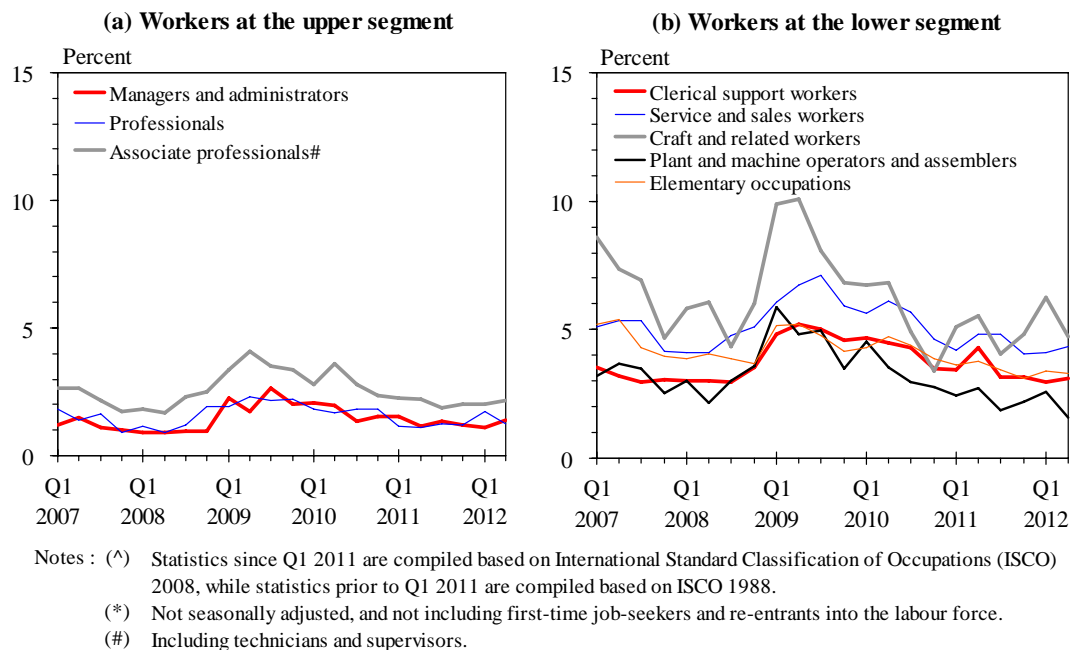 (a) Workers at the upper segment
Percent
15
10
5
0
Managers and administrators
Professionals
Associate professionals#
Q1 Q1 Q1 Q1 Q1 Q1
2007 2008 2009 2010 2011 2012
(b) Workers at the lower segment
Percent
15
10
5
0
Clerical support workers
Service and sales workers
Craft and related workers
Plant and machine operators and assemblers
Elementary occupations
Q1 Q1 Q1 Q1 Q1 Q1
2007 2008 2009 2010 2011 2012
Notes : (^) Statistics since Q1 2011 are compiled based on International Standard Classification of Occupations (ISCO)
2008, while statistics prior to Q1 2011 are compiled based on ISCO 1988.
(*) Not seasonally adjusted, and not including first-time job-seekers and re-entrants into the labour force.
(#) Including technicians and supervisors.